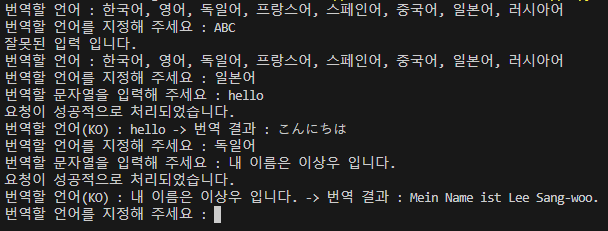 번역할 언어 : 한국어, 영어, 독일어, 프랑스어, 스페인어, 중국어, 일본어, 러시아어
번역할 언어를 지정해 주세요 : ABC
잘못된 입력 입니다.
번역할 언어 : 한국어, 영어, 독일어, 프랑스어, 스페인어, 중국어, 일본어, 러시아어
번역할 언어를 지정해 주세요 : 일본어
번역할 문자열을 입력해 주세요 : hello
요청이 성공적으로 처리되었습니다.
번역할 언어(KO) : hello -> 번역 결과 : こんにちは
번역할 언어를 지정해 주세요 : 독일어
번역할 문자열을 입력해 주세요 : 내 이름은 이상우 입니다.
요청이 성공적으로 처리되었습니다.
번역할 언어(KO) : 내 이름은 이상우 입니다. -> 번역 결과 : Mein Name ist Lee Sang-woo.
번역할 언어를 지정해 주세요 :